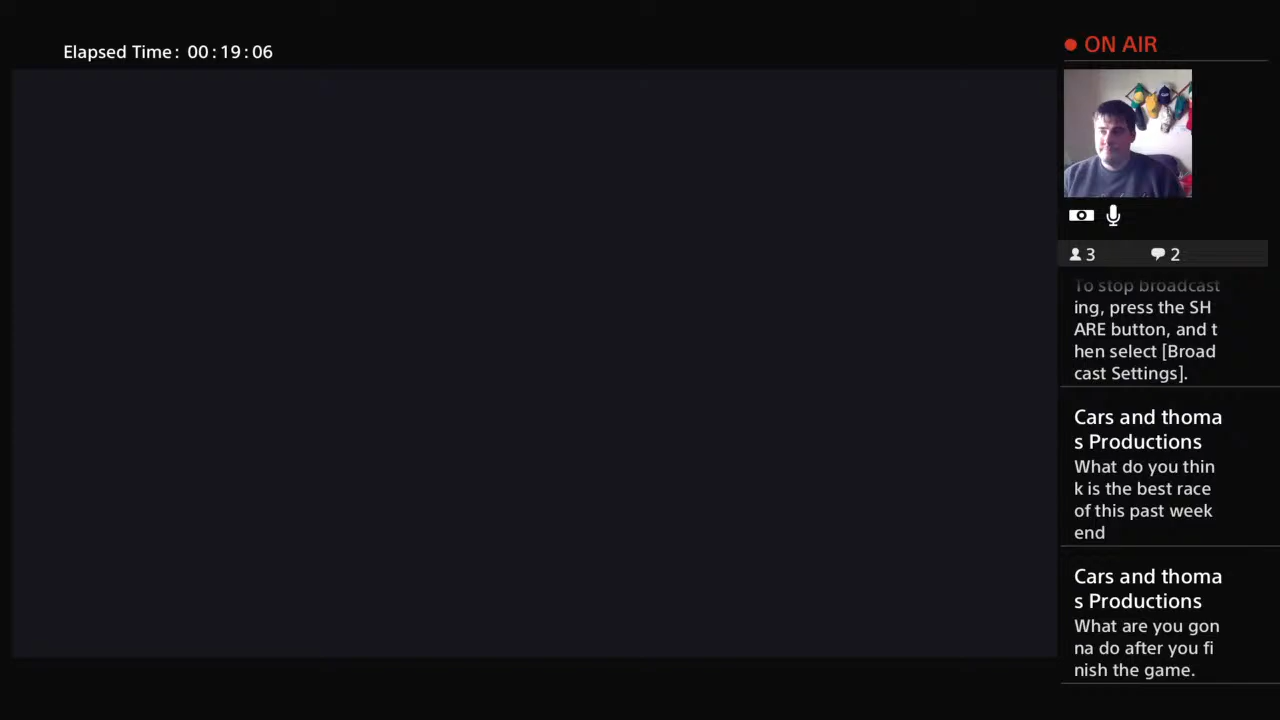 Elapsed Time: 00:19:06
ON AIR
3
2
To stop broadcast
ing, press the SH
ARE button, and t
hen select [Broad
cast Settings].
Cars and thoma
s Productions
What do you thin
k is the best race
of this past week
end
Cars and thoma
s Productions
What are you gon
na do after you fi
nish the game.